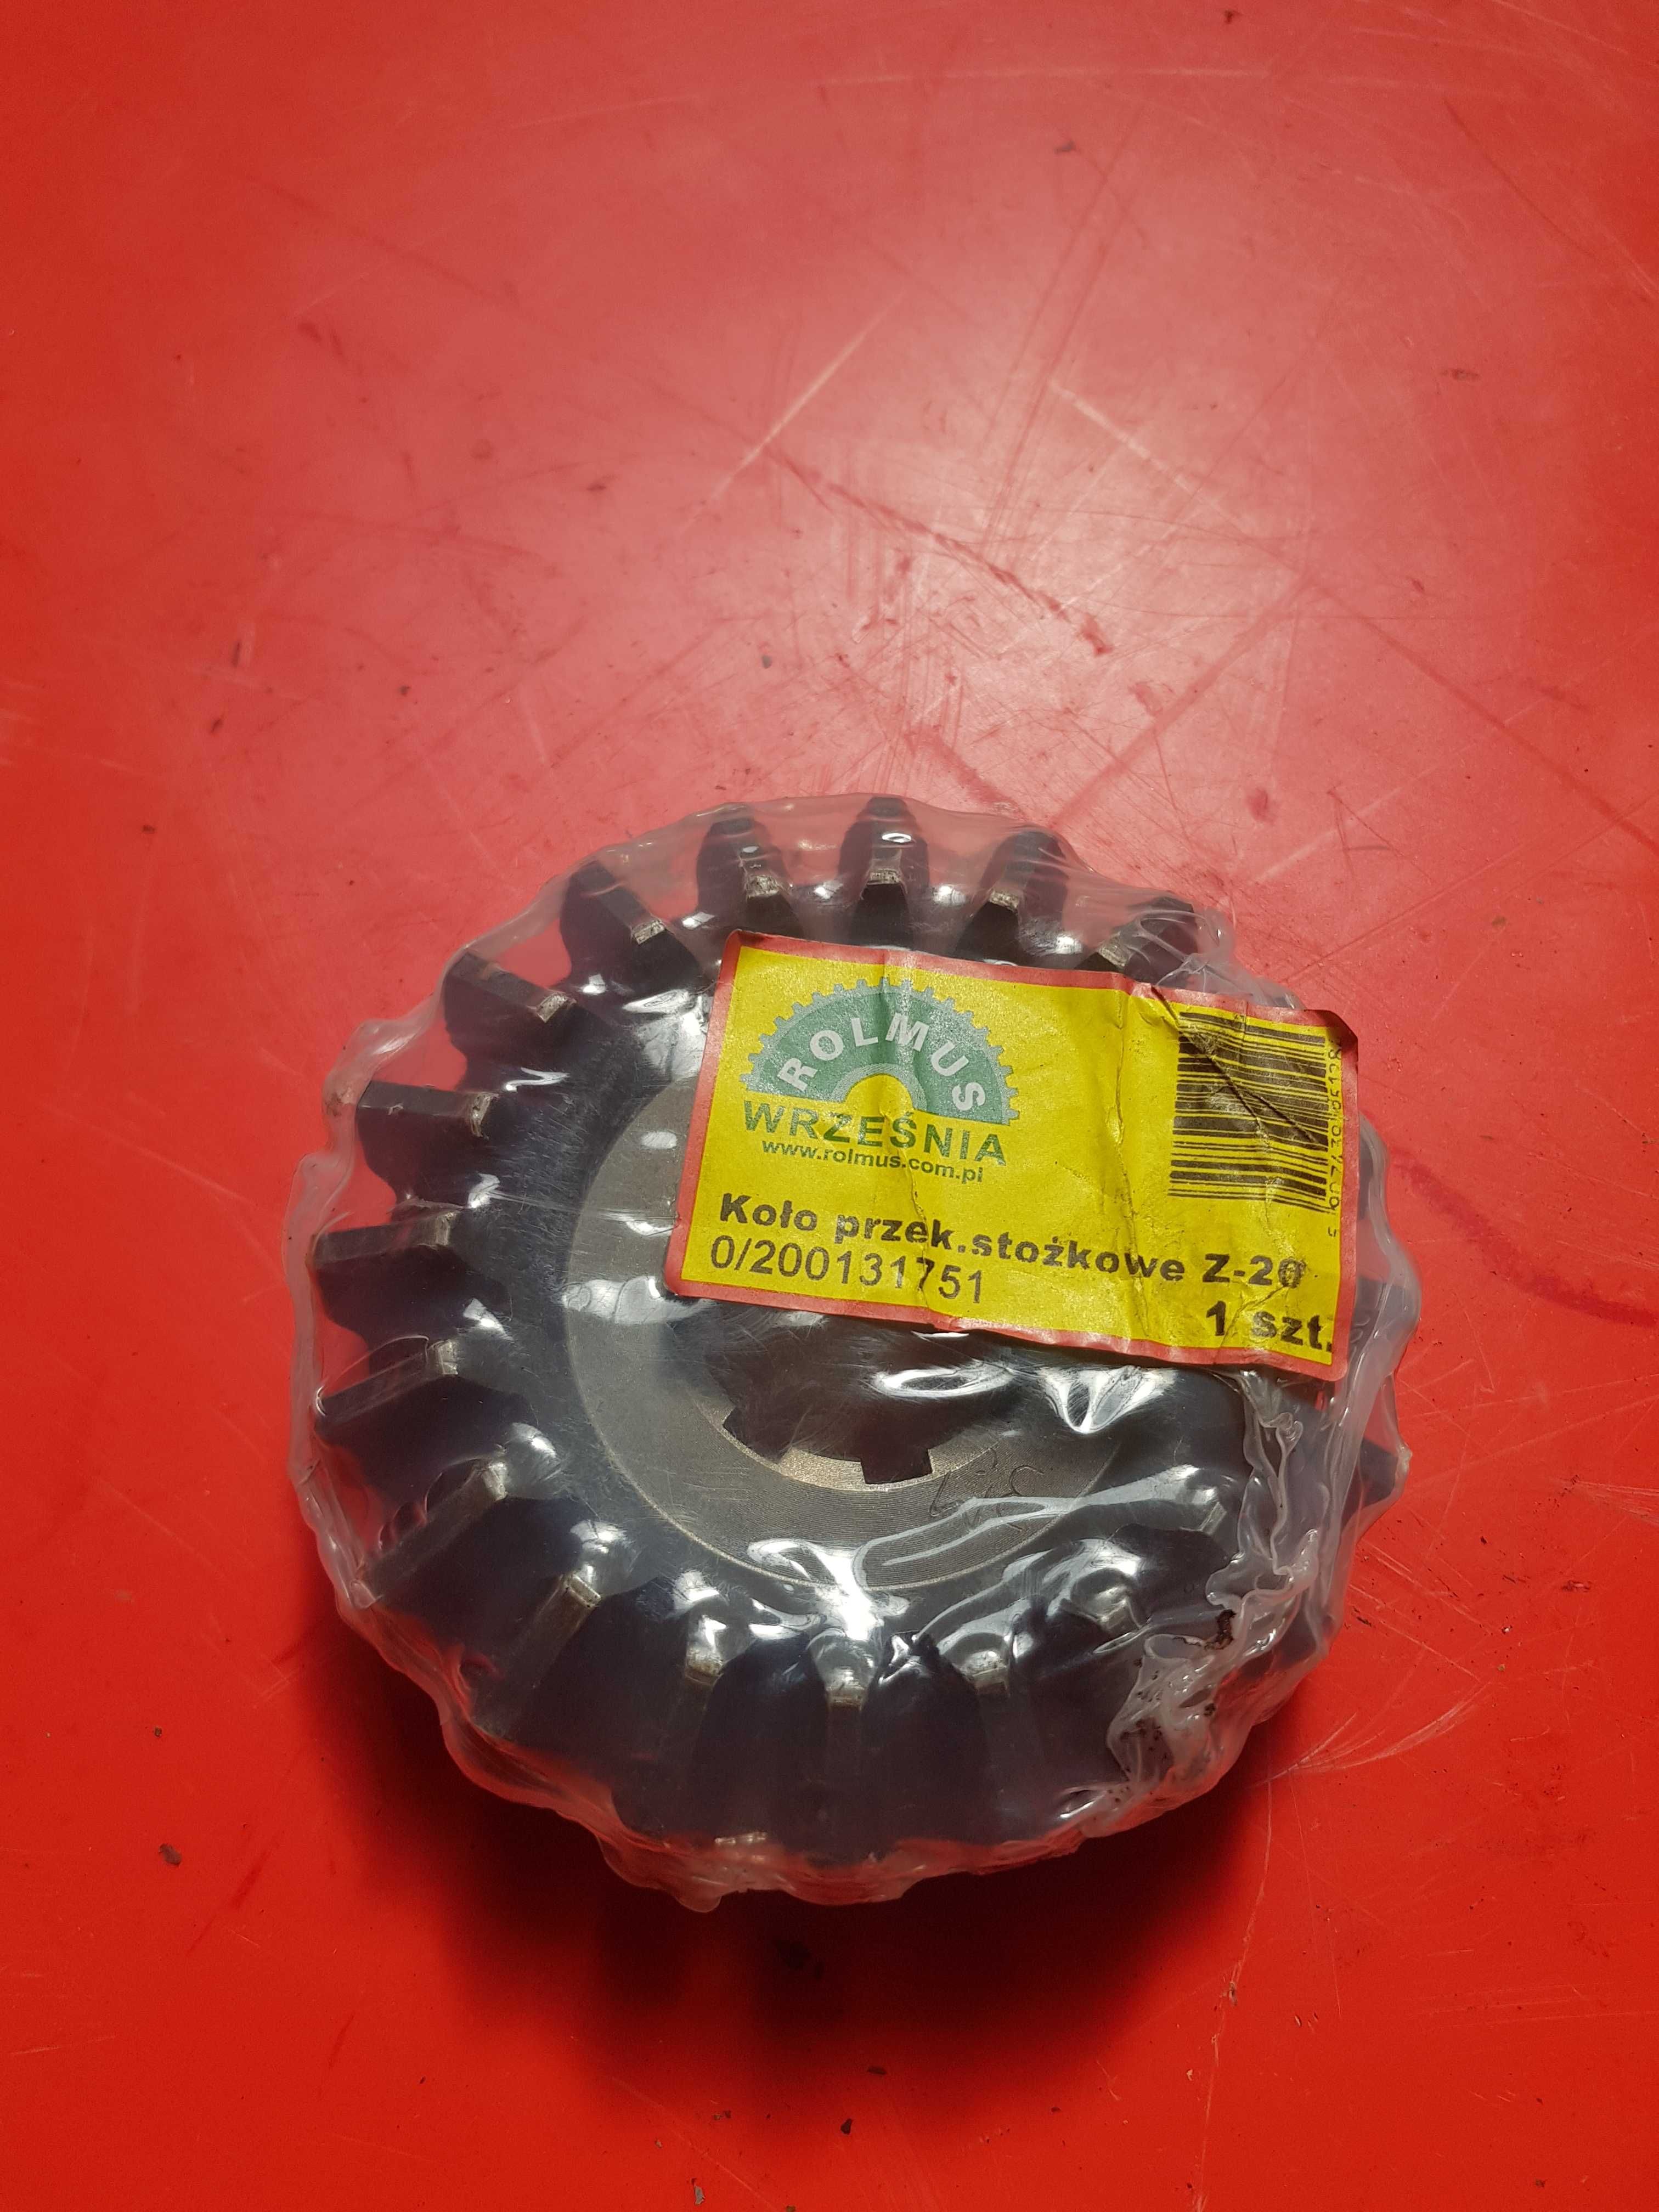 ROLMUS
WRZEŚNIA
www.rolmus.com.pl
Koło przek.stożkowe Z-20
0/200131751
1 szt.